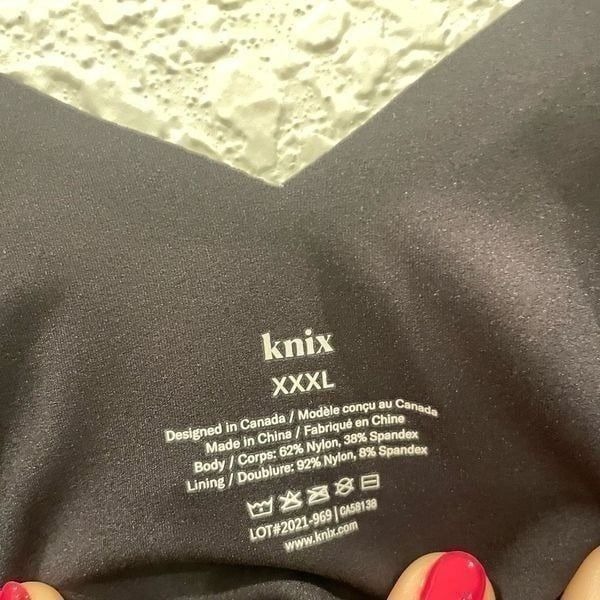 knix
XXXL
Designed in Canada / Modèle conçu au Canada
Made in China / Fabriqué en Chine
Body / Corps: 62% Nylon, 38% Spandex
Lining / Doublure: 92% Nylon, 8% Spandex
LOT#2021-969 | CA58138
www.knix.com